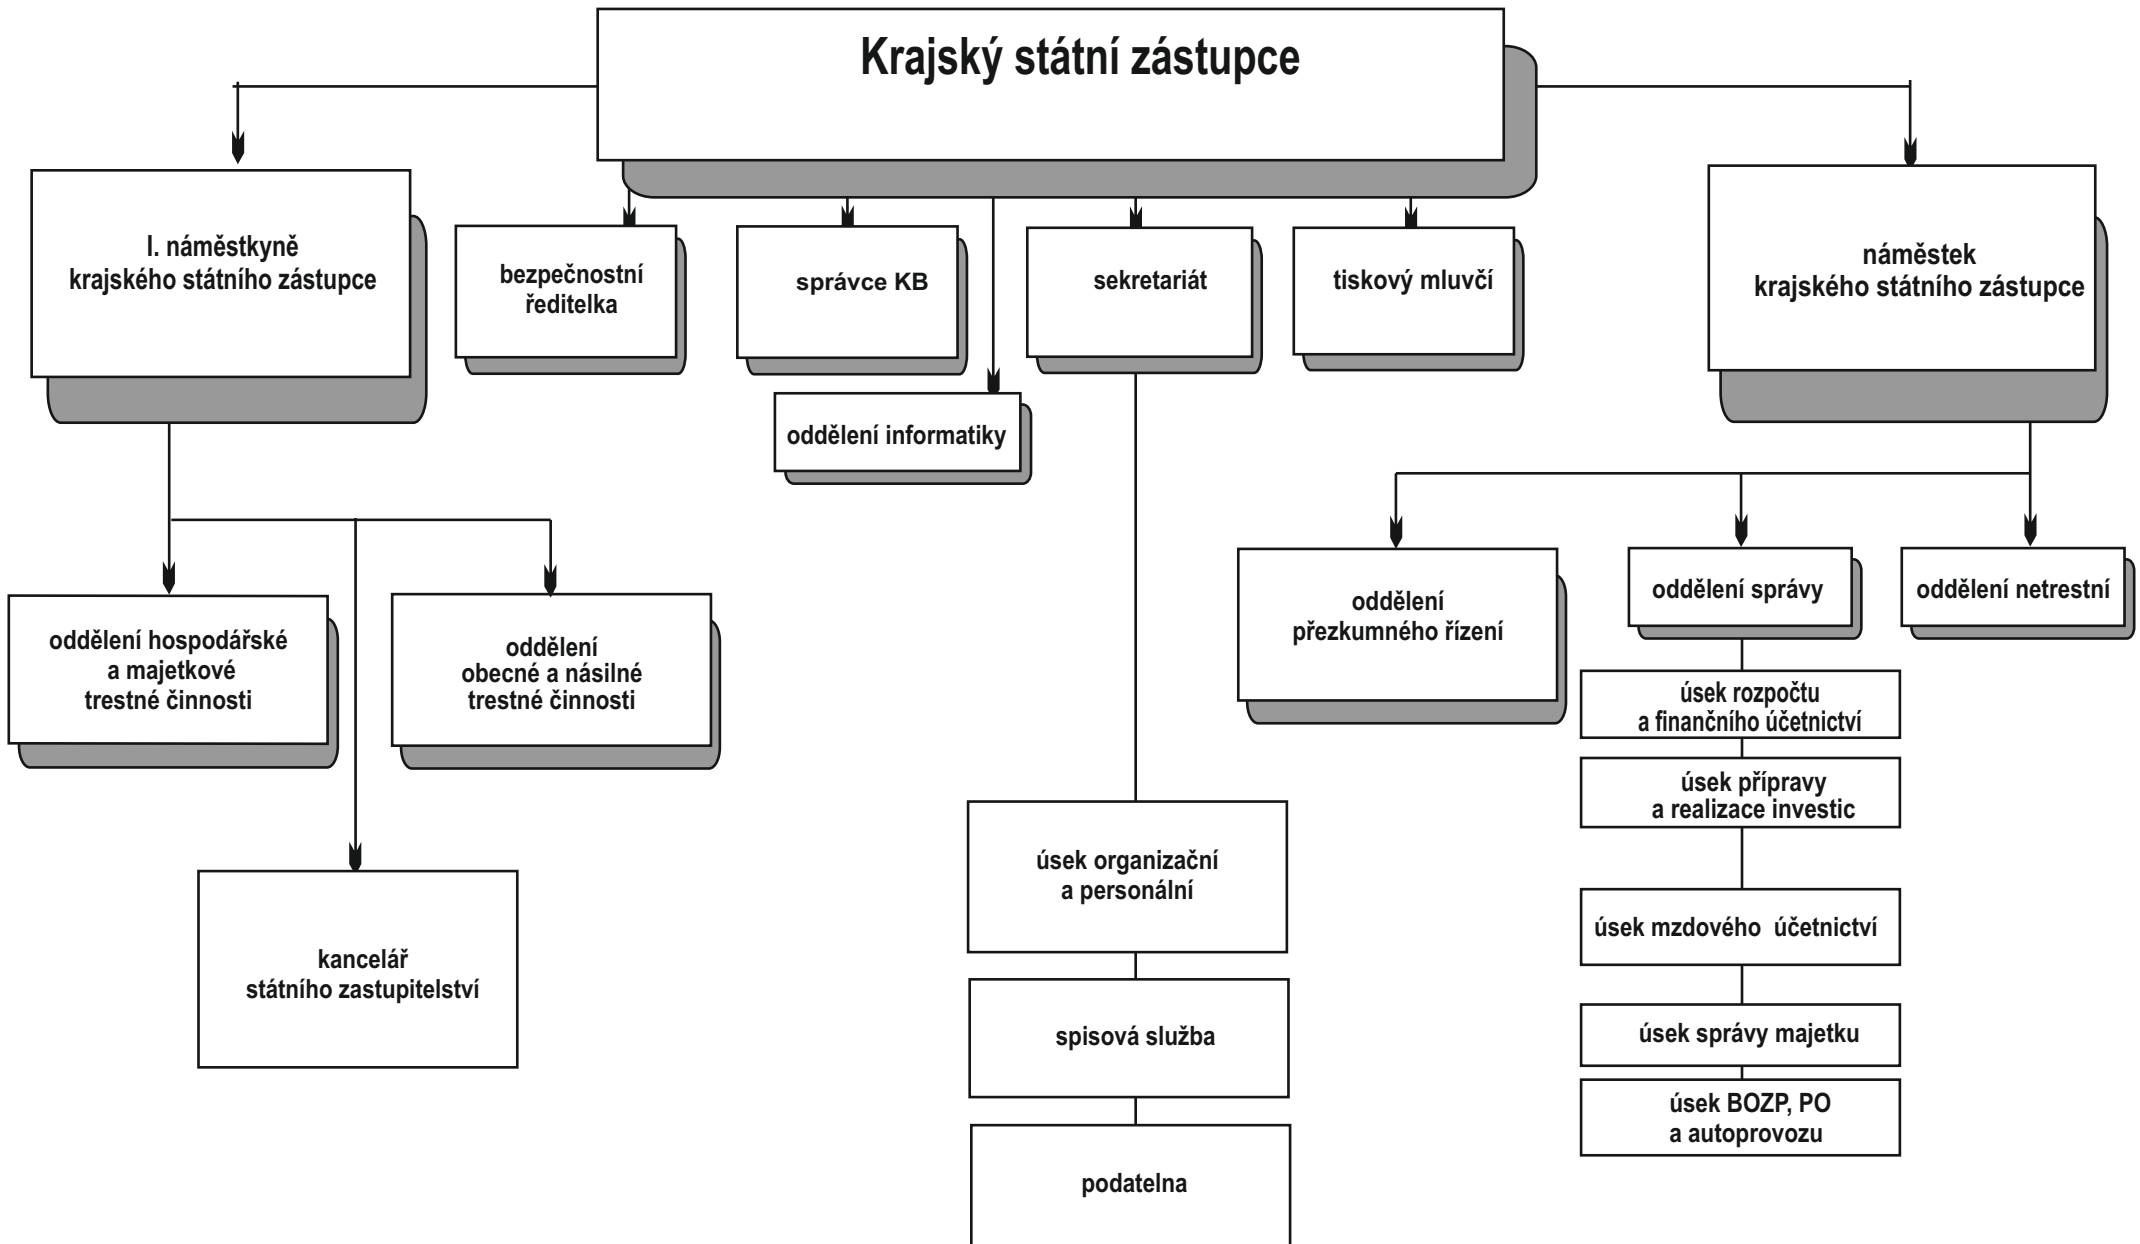 Krajský státní zástupce
I. náměstkyně
krajského státního zástupce
bezpečnostní
ředitelka
správce KB
sekretariát
tiskový mluvčí
náměstek
krajského státního zástupce
oddělení informatiky
oddělení hospodářské
a majetkové
trestné činnosti
oddělení
obecné a násilné
trestné činnosti
kancelář
státního zastupitelství
úsek organizační
a personální
spisová služba
podatelna
oddělení
přezkumného řízení
oddělení správy
oddělení netrestní
úsek rozpočtu
a finančního účetnictví
úsek přípravy
a realizace investic
úsek mzdového  účetnictví
úsek správy majetku
úsek BOZP, PO
a autoprovozu